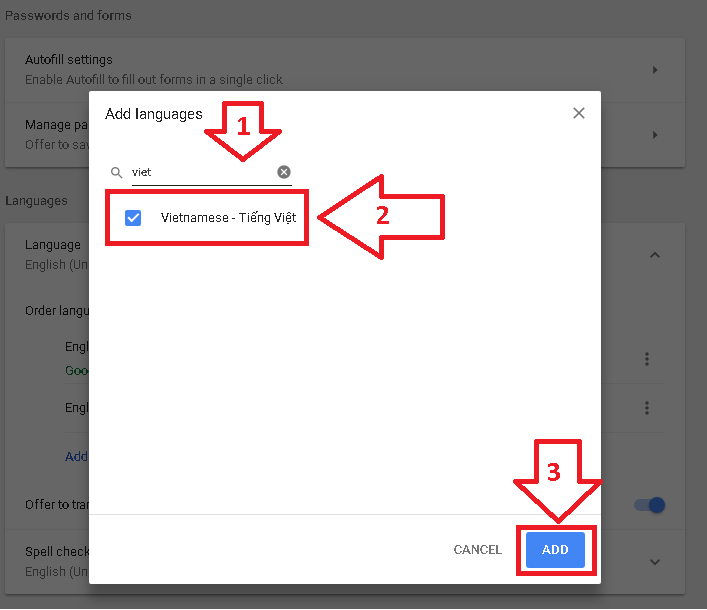 Passwords and forms
Autofill settings
Enable Autofill to fill out forms in a single click
Manage pa
Offer to sav
Add languages
1
viet
Vietnamese - Tiếng Việt
2
Languages
Language
English (Un
Order langu
Engl
Goo
Engl
Add
Offer to tran
3
Spell check
English (Un
CANCEL
ADD